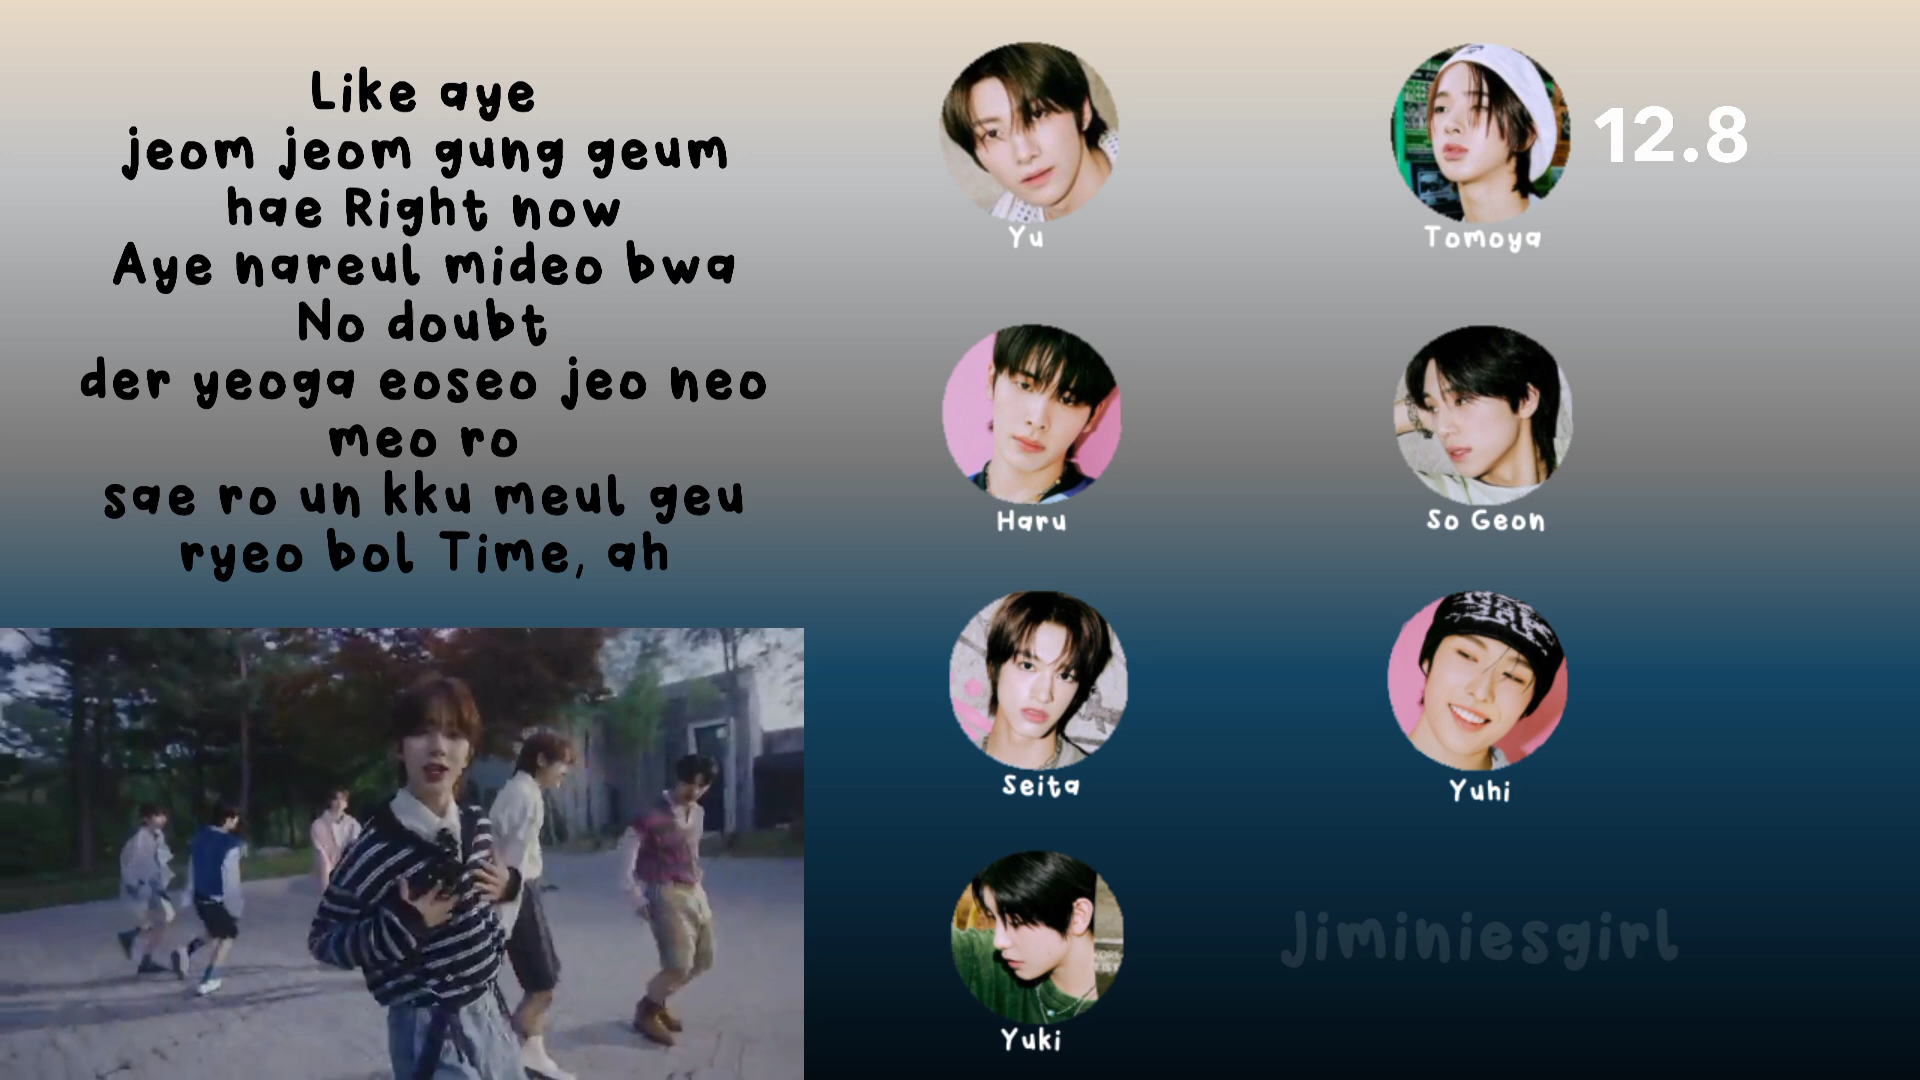 Like aye
jeom jeom gung geum
hae Right now
Aye nareul mideo bwa
No doubt
der yeoga eoseo jeo neo
meo ro
sae ro un kku meul geu
ryeo bol Time, ah
Yu
Tomoya
12.8
Haru
So Geon
Seita
Yuhi
Yuki
Jiminiesgirl